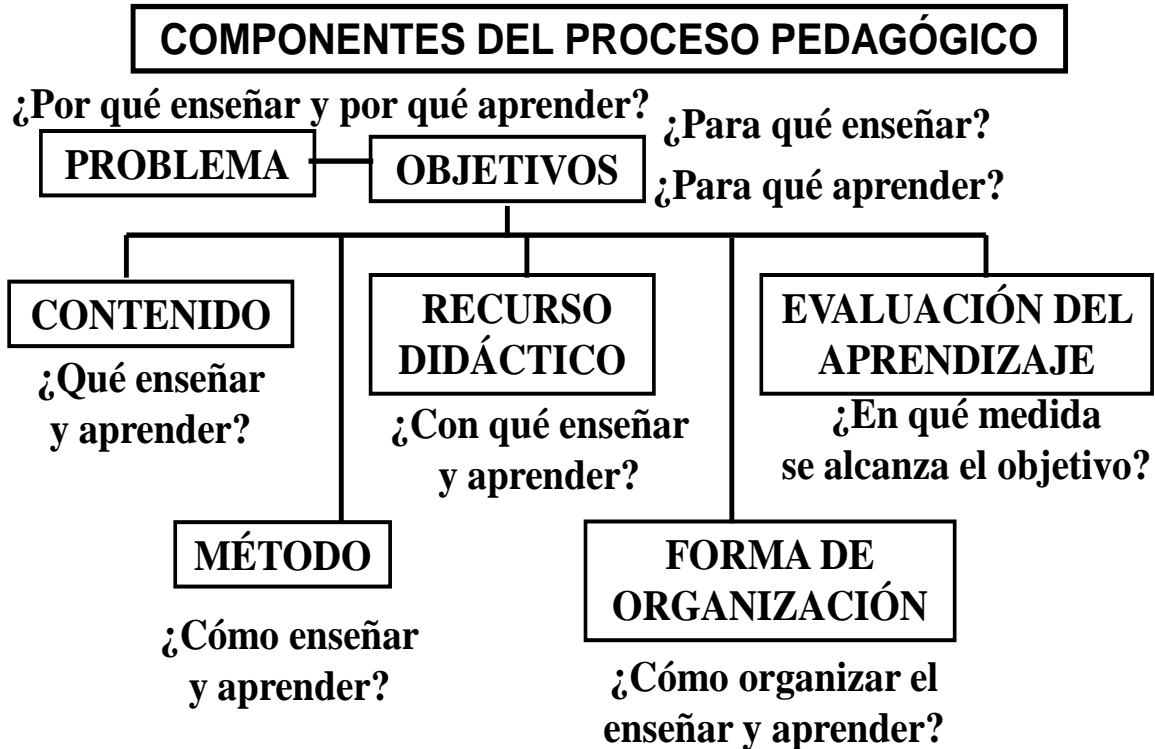 COMPONENTES DEL PROCESO PEDAGÓGICO
¿Por qué enseñar y por qué aprender?
PROBLEMA
OBJETIVOS
¿Para qué enseñar?
¿Para qué aprender?
CONTENIDO
¿Qué enseñar
y aprender?
RECURSO
DIDÁCTICO
¿Con qué enseñar
y aprender?
EVALUACIÓN DEL
APRENDIZAJE
¿En qué medida
se alcanza el objetivo?
MÉTODO
¿Cómo enseñar
y aprender?
FORMA DE
ORGANIZACIÓN
¿Cómo organizar el
enseñar y aprender?